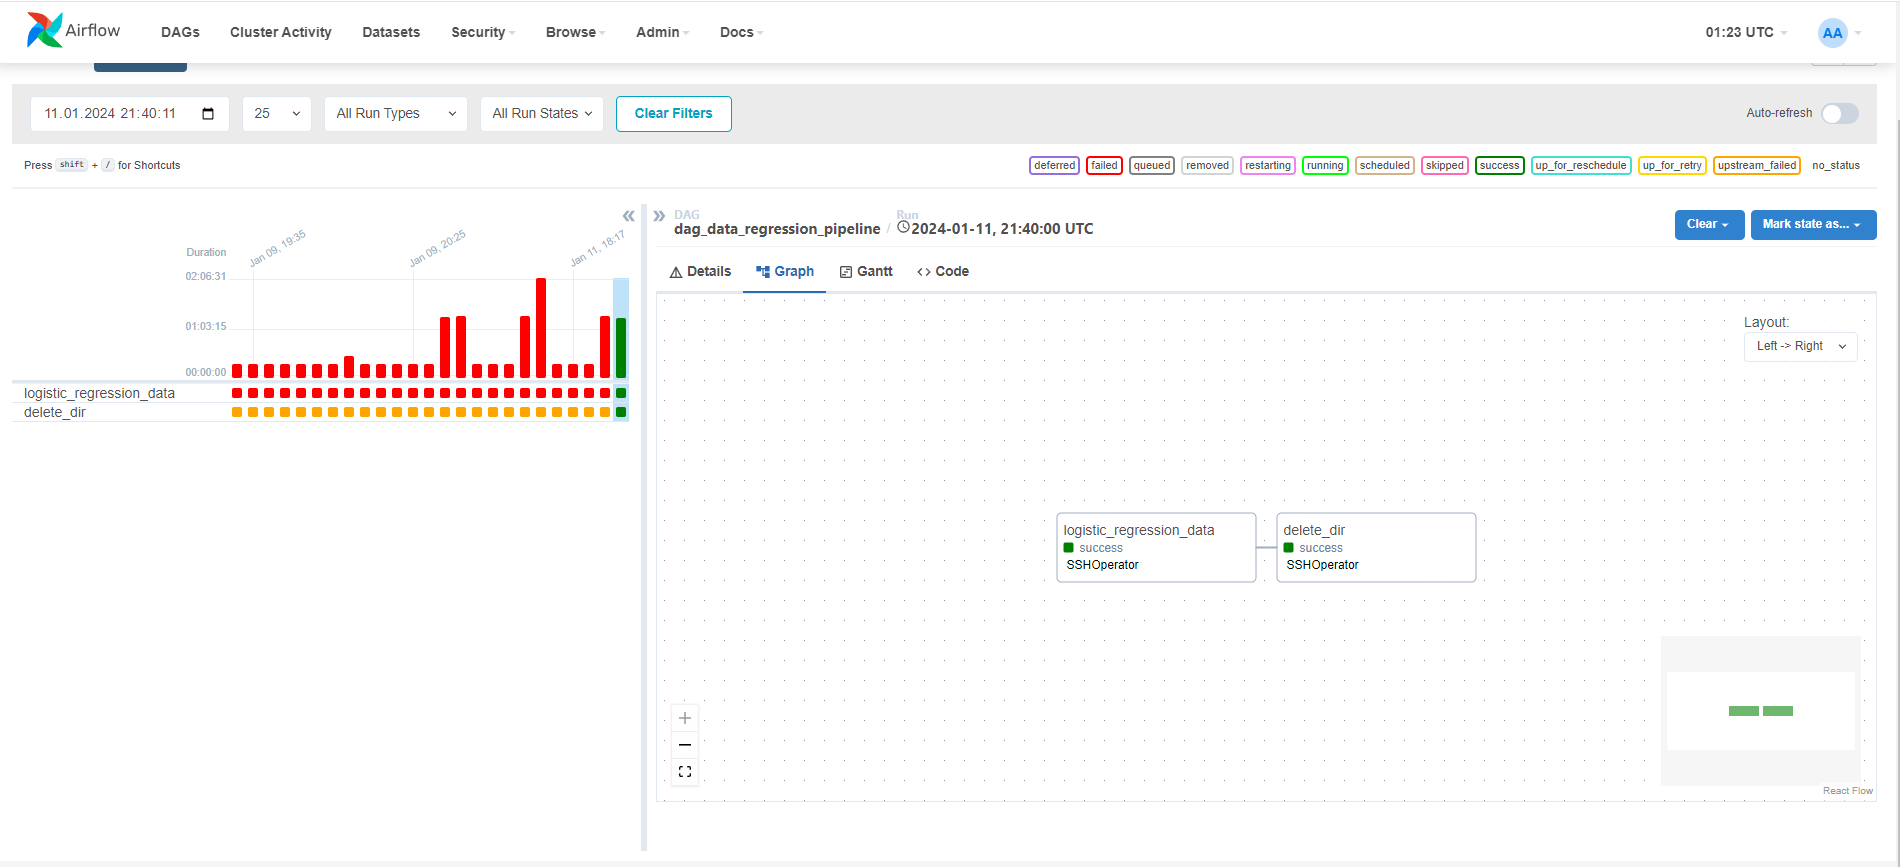 Airflow DAGs Cluster Activity Datasets Security Browse Admin Docs 01:23 UTC AA
11.01.2024 21:40:11 25 All Run Types All Run States Clear Filters Auto-refresh
Press shift + / for Shortcuts
deferred failed queued removed restarting running scheduled skipped success up_for_reschedule up_for_retry upstream_failed no_status
Duration
Jan 09, 19:35 Jan 09, 20:25 Jan 11, 18:17
02:06:31
01:03:15
00:00:00
logistic_regression_data
delete_dir
DAG Run
dag_data_regression_pipeline / 2024-01-11, 21:40:00 UTC
Clear Mark state as...
Details Graph Gantt Code
Layout:
Left -> Right
logistic_regression_data
success
SSHOperator
delete_dir
success
SSHOperator
React Flow